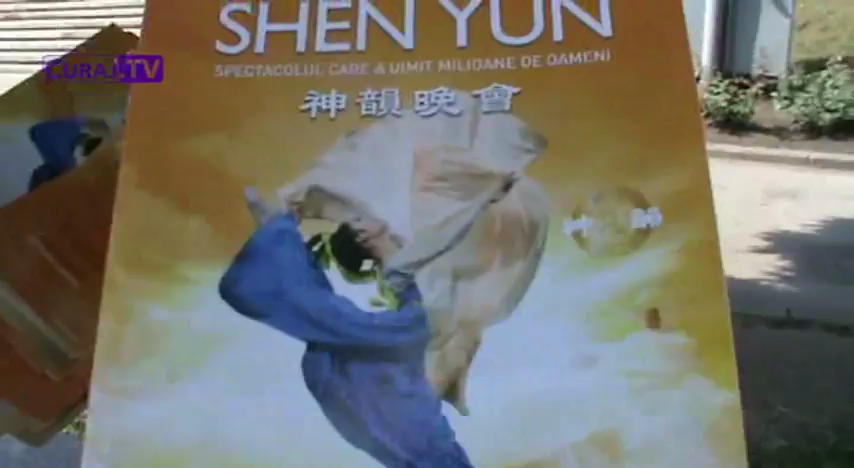 SHEN YUN
SPECTACOLUL CARE A UIMIT MILIOANE DE OAMENI
神韻晚會
CURAJ.TV